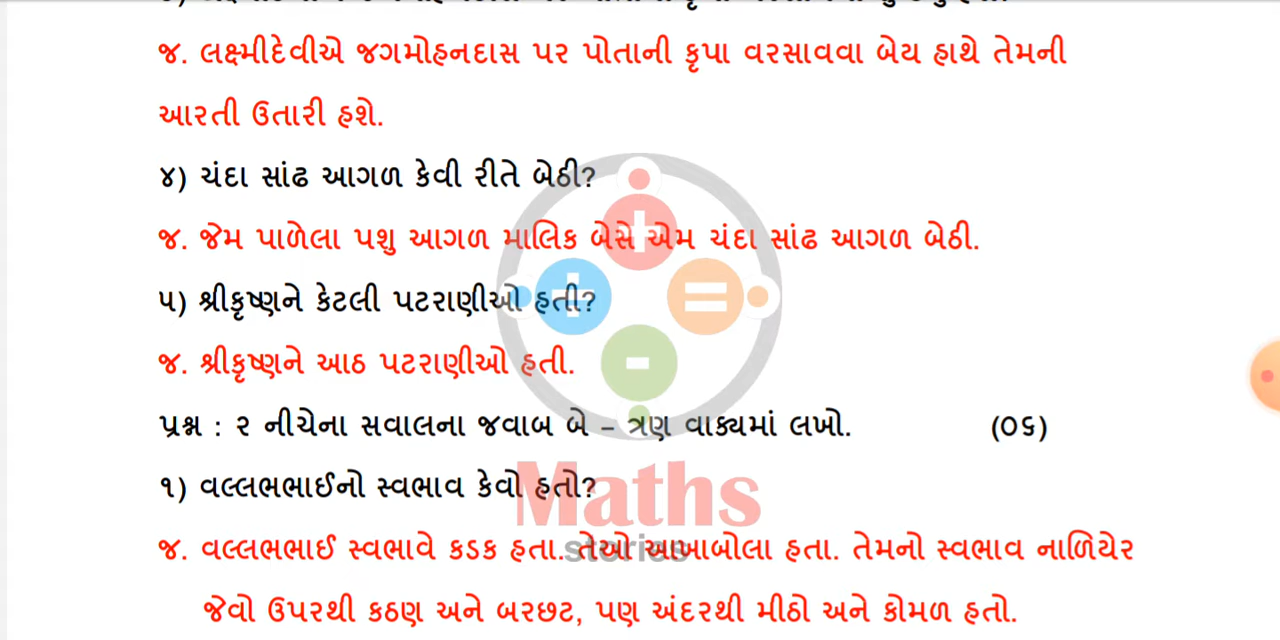 જ. લક્ષ્મીદેવીએ જગમોહનદાસ પર પોતાની કૃપા વરસાવવા બેય હાથે તેમની
આરતી ઉતારી હશે.
૪) ચંદા સાંઢ આગળ કેવી રીતે બેઠી?
જ. જેમ પાળેલા પશુ આગળ માલિક બેસે એમ ચંદા સાંઢ આગળ બેઠી.
૫) શ્રીકૃષ્ણને કેટલી પટરાણીઓ હતી?
જ. શ્રીકૃષ્ણને આઠ પટરાણીઓ હતી.
પ્રશ્ન : ૨ નીચેના સવાલના જવાબ બે – ત્રણ વાક્યમાં લખો. (૦૬)
૧) વલ્લભભાઈનો સ્વભાવ કેવો હતો?
Maths
જ. વલ્લભભાઈ સ્વભાવે કડક હતા. તેઓ આખાબોલા હતા. તેમનો સ્વભાવ નાળિયેર
stories
જેવો ઉપરથી કઠણ અને બરછટ, પણ અંદરથી મીઠો અને કોમળ હતો.